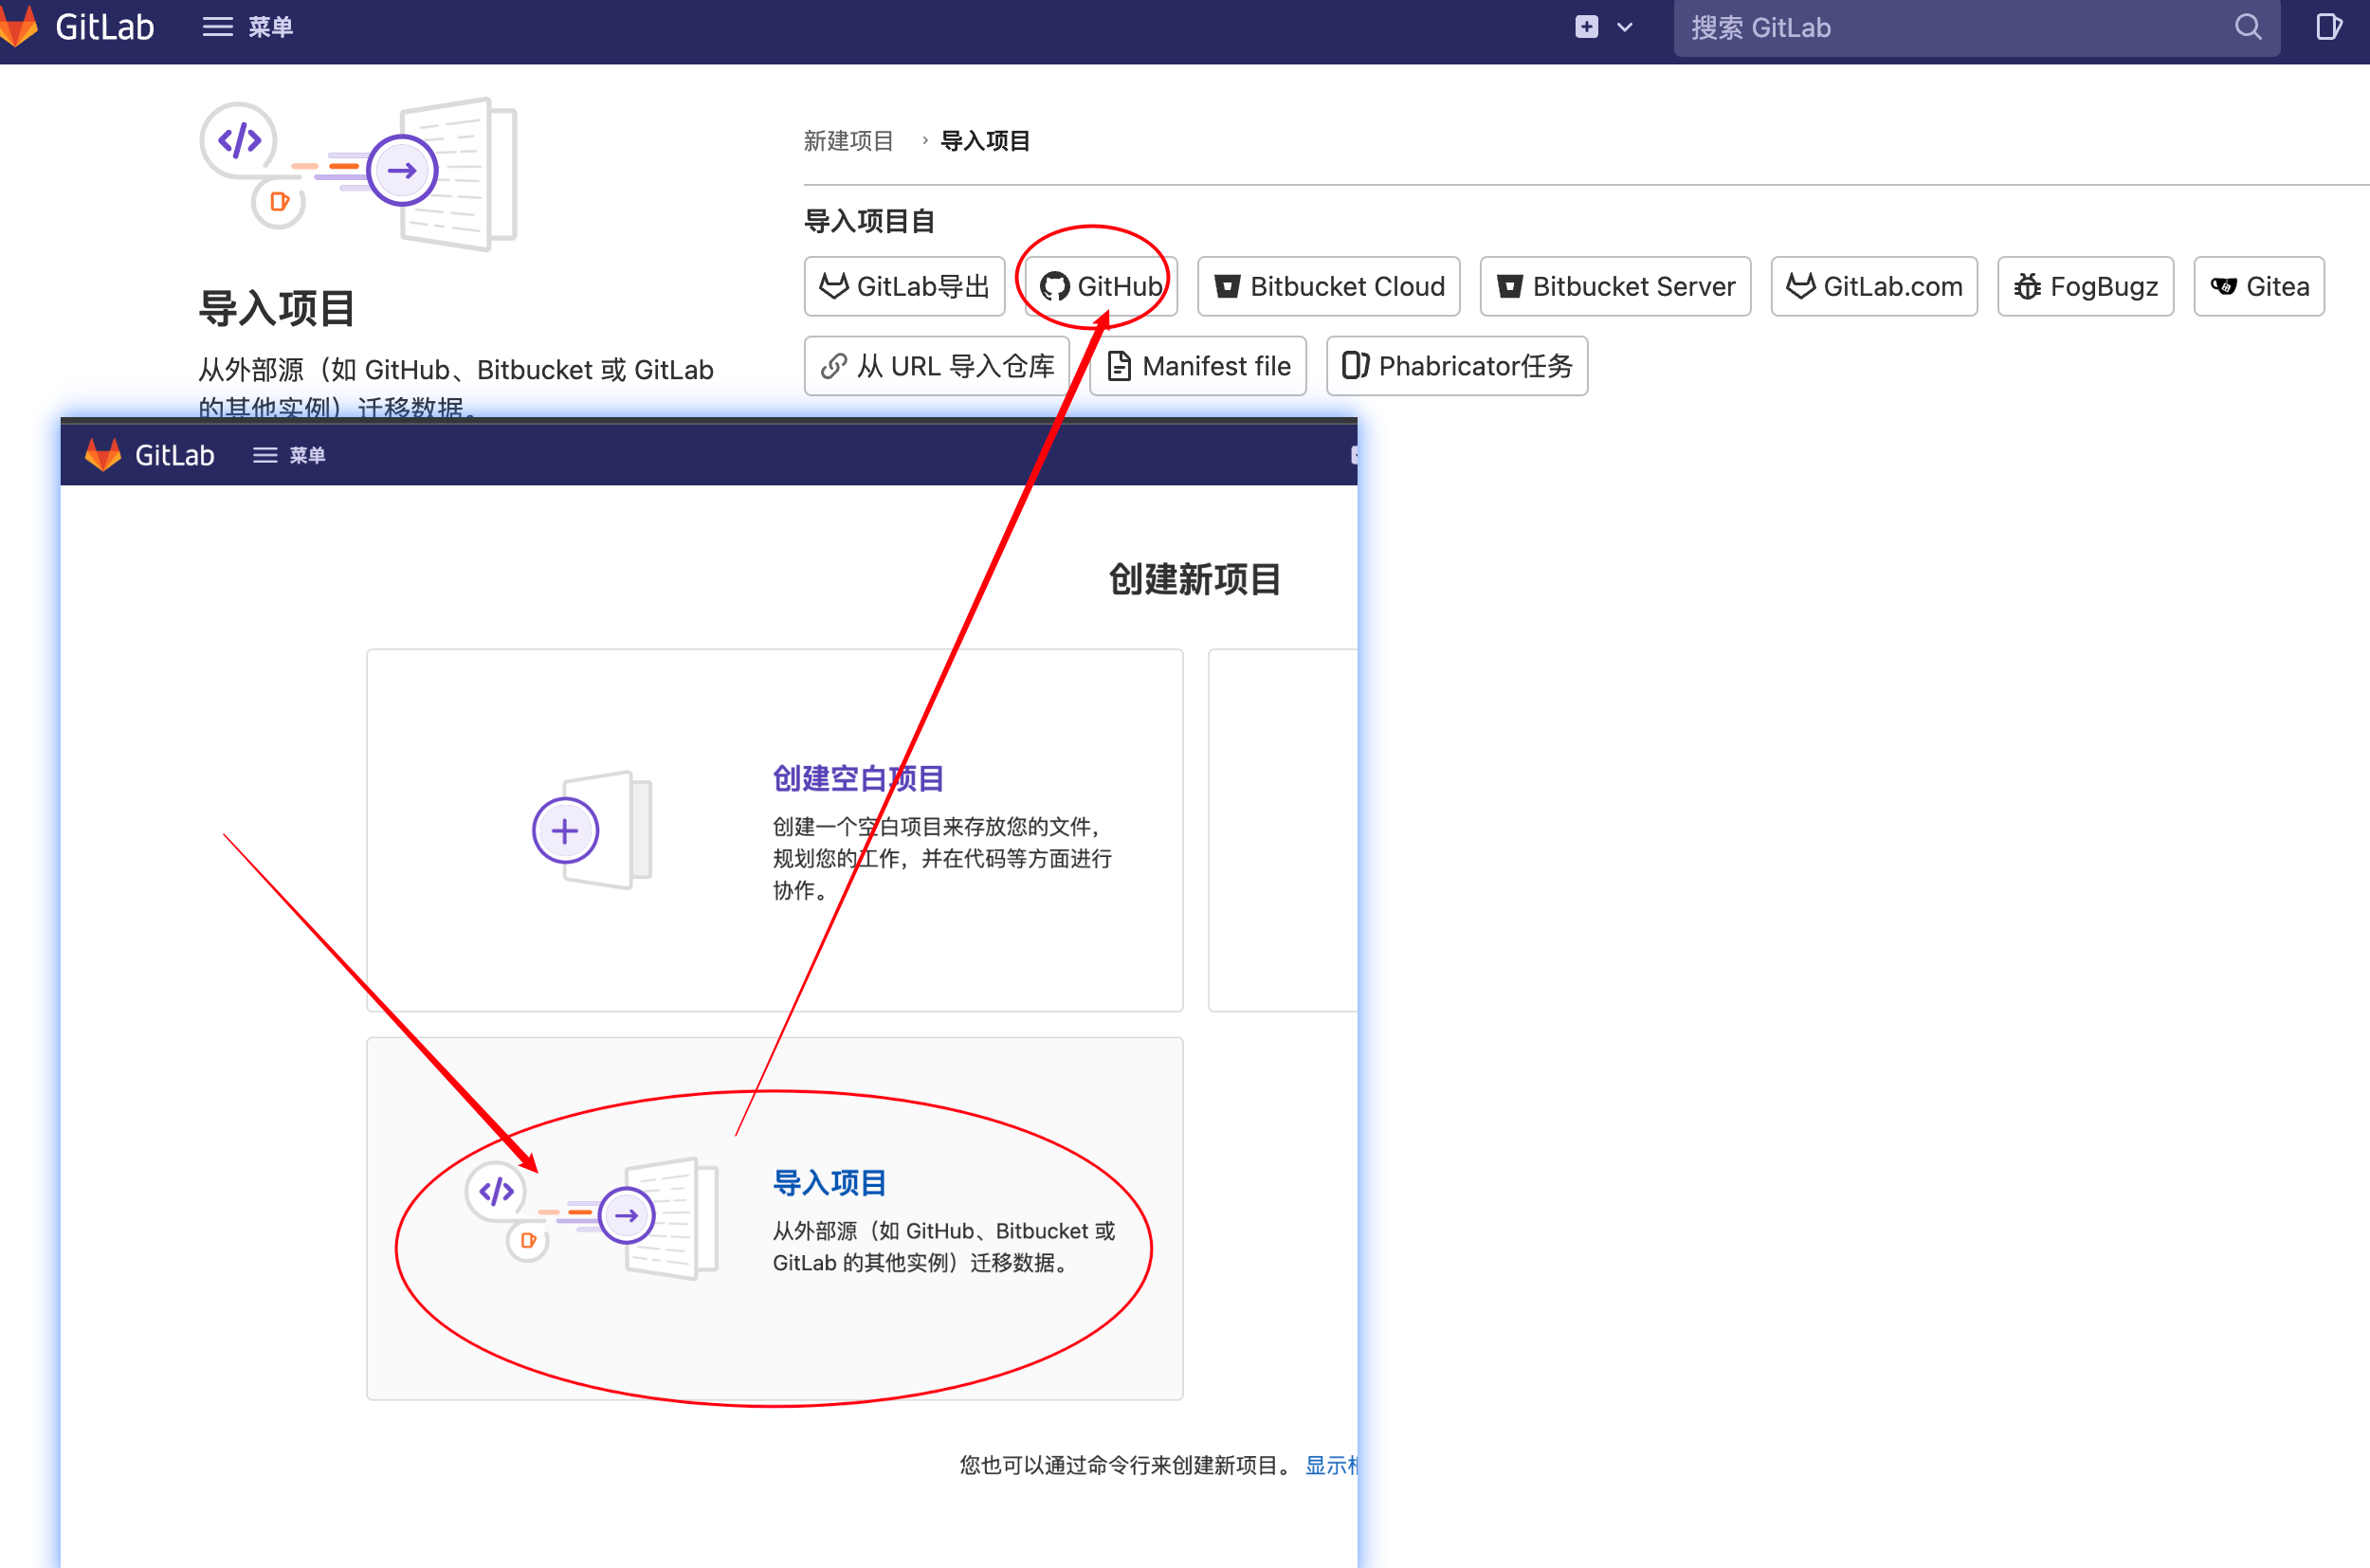 GitLab
菜单
搜索 GitLab
新建项目 › 导入项目
导入项目自
GitLab导出
GitHub
Bitbucket Cloud
Bitbucket Server
GitLab.com
FogBugz
Gitea
从 URL 导入仓库
Manifest file
Phabricator任务
导入项目
从外部源（如 GitHub、Bitbucket 或 GitLab
的其他实例）迁移数据。
GitLab
菜单
创建新项目
创建空白项目
创建一个空白项目来存放您的文件，
规划您的工作，并在代码等方面进行
协作。
导入项目
从外部源（如 GitHub、Bitbucket 或
GitLab 的其他实例）迁移数据。
您也可以通过命令行来创建新项目。 显示